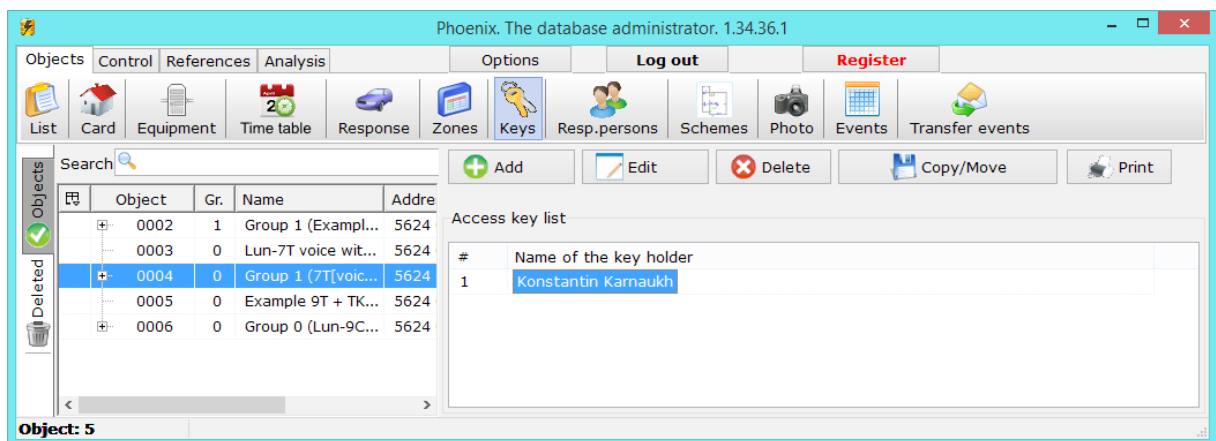 Phoenix. The database administrator. 1.34.36.1
Objects Control References Analysis Options Log out Register
April
20
List Card Equipment Time table Response Zones Keys Resp.persons Schemes Photo Events Transfer events
Objects
Deleted
Search
Add Edit Delete Copy/Move Print
Object Gr. Name Addre
0002 1 Group 1 (Exampl... 5624
0003 0 Lun-7T voice wit... 5624
0004 0 Group 1 (7T[voic... 5624
0005 0 Example 9T + TK... 5624
0006 0 Group 0 (Lun-9C... 5624
Access key list
# Name of the key holder
1 Konstantin Karnaukh
Object: 5